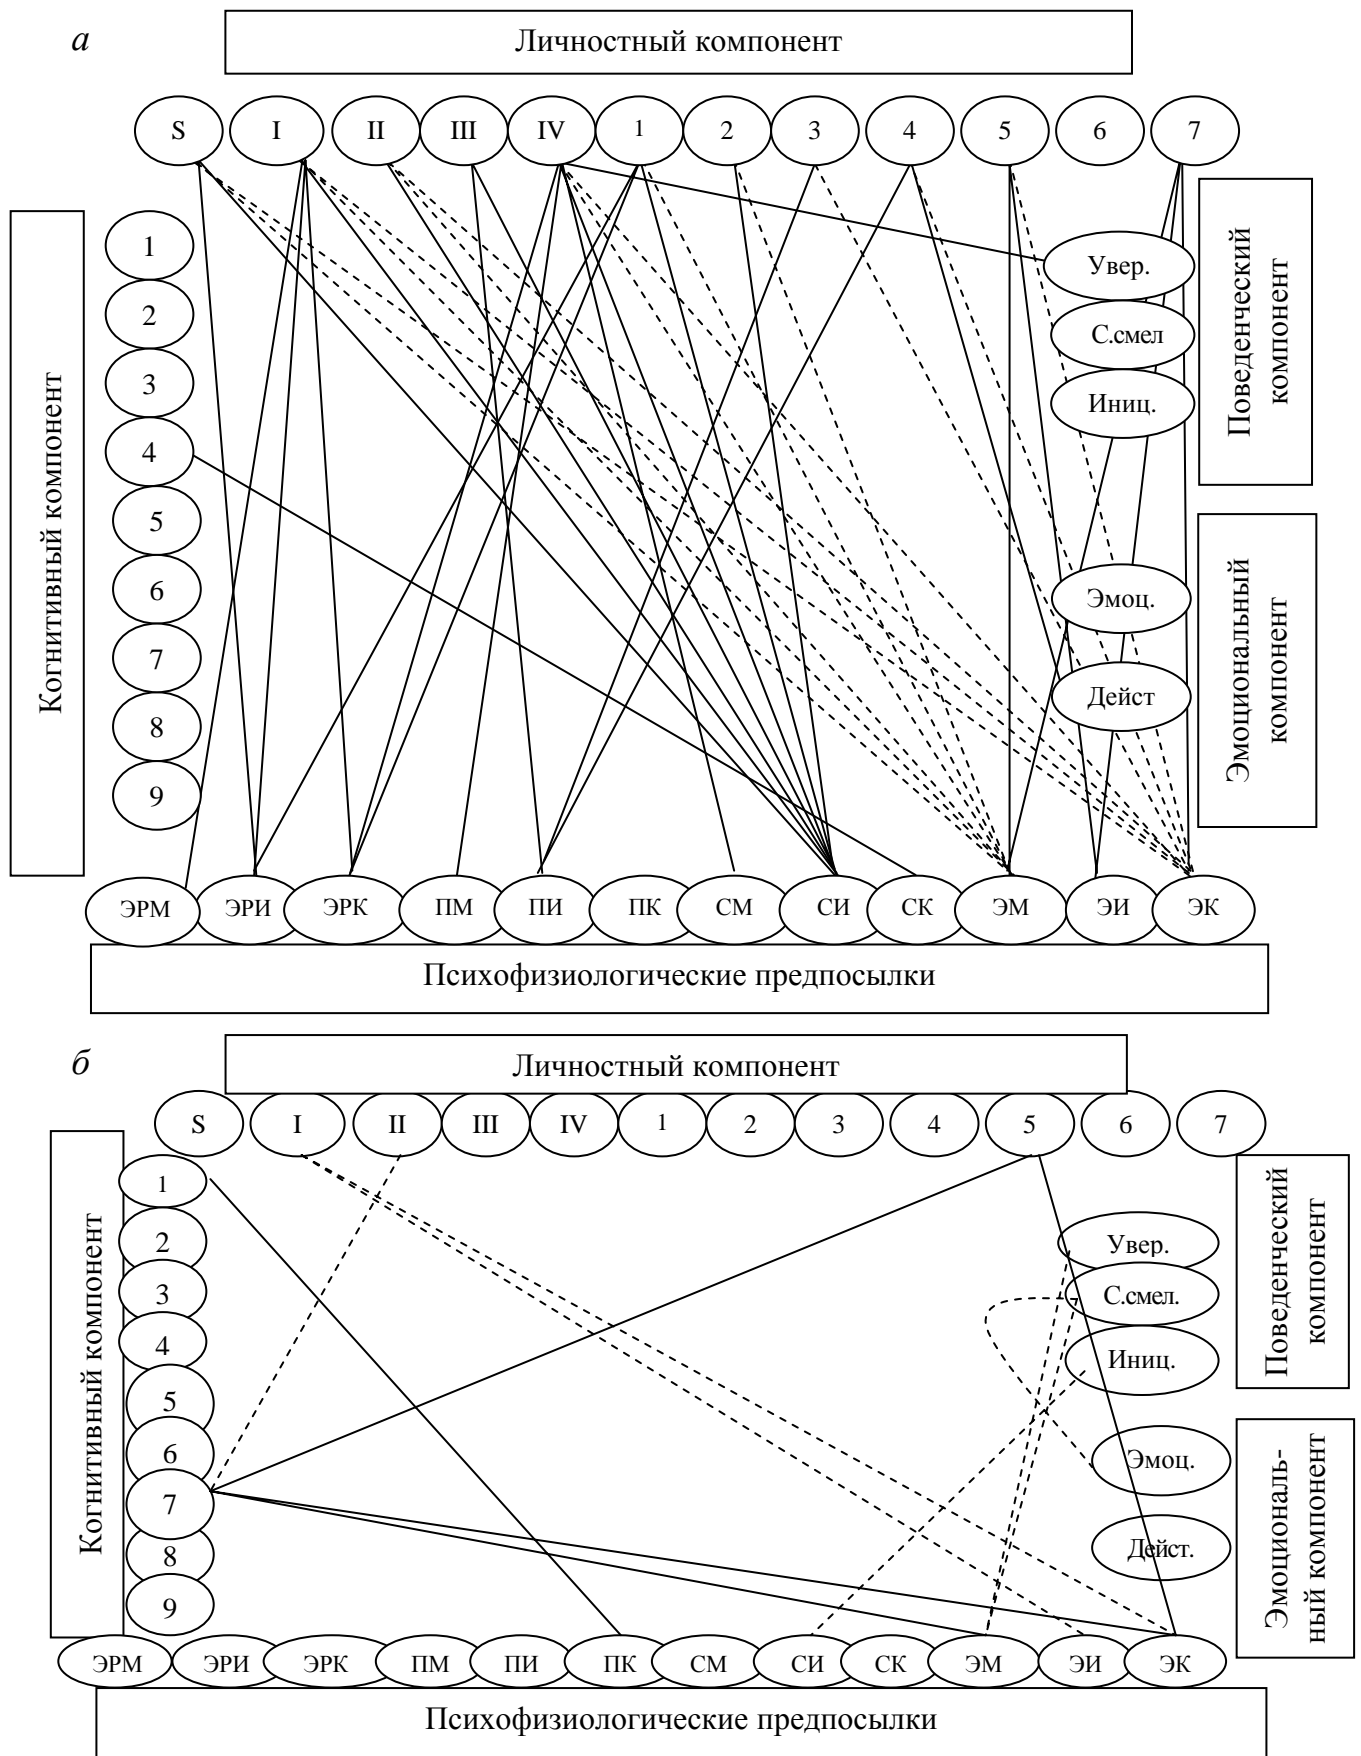 а
Личностный компонент
S I II III IV 1 2 3 4 5 6 7
Когнитивный компонент
1
2
3
4
5
6
7
8
9
Увер.
С.смел
Иниц.
Поведенческий
компонент
Эмоц.
Дейст
Эмоциональный
компонент
ЭРМ ЭРИ ЭРК ПМ ПИ ПК СМ СИ СК ЭМ ЭИ ЭК
Психофизиологические предпосылки
б
Личностный компонент
S I II III IV 1 2 3 4 5 6 7
Когнитивный компонент
1
2
3
4
5
6
7
8
9
Увер.
С.смел.
Иниц.
Поведенческий
компонент
Эмоц.
Дейст.
Эмоциональ-
ный компонент
ЭРМ ЭРИ ЭРК ПМ ПИ ПК СМ СИ СК ЭМ ЭИ ЭК
Психофизиологические предпосылки